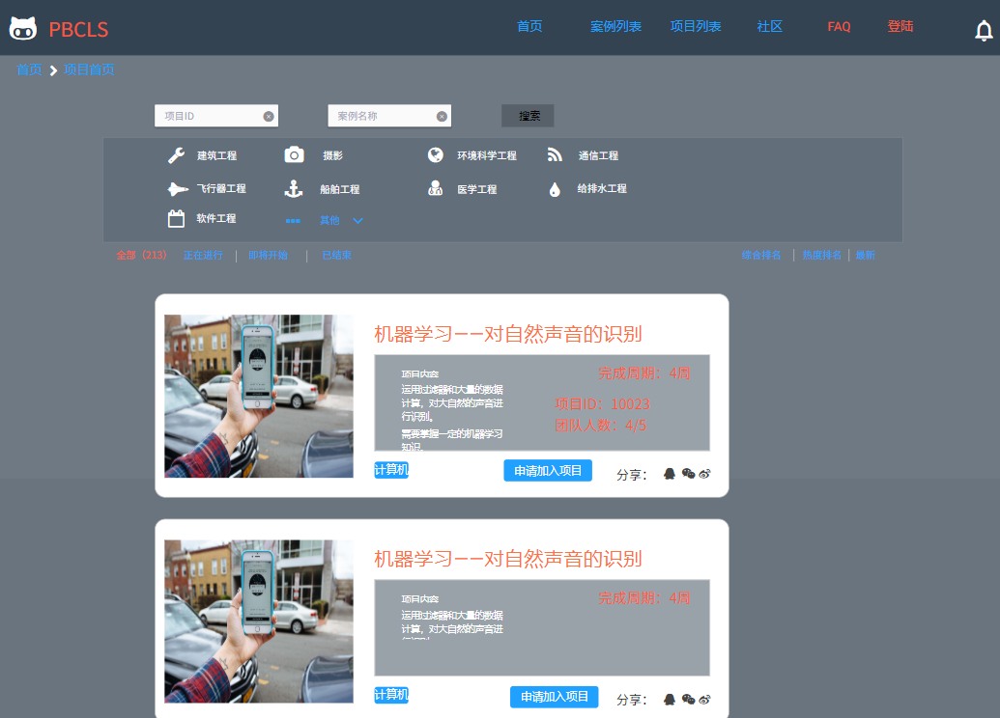 PBCLS
首页
案例列表
项目列表
社区
FAQ
登陆
首页 项目首页
项目ID
案例名称
搜索
建筑工程
摄影
环境科学工程
通信工程
飞行器工程
船舶工程
医学工程
给排水工程
软件工程
其他
全部（213）
正在进行
即将开始
已结束
综合排名
热度排名
最新
机器学习——对自然声音的识别
项目内容
运用过滤器和大量的数据
计算，对大自然的声音进
行识别。
需要掌握一定的机器学习
知识。
完成周期：4周
项目ID：10023
团队人数：4/5
计算机
申请加入项目
分享：
机器学习——对自然声音的识别
项目内容
运用过滤器和大量的数据
计算，对大自然的声音进
行识别
完成周期：4周
计算机
申请加入项目
分享：